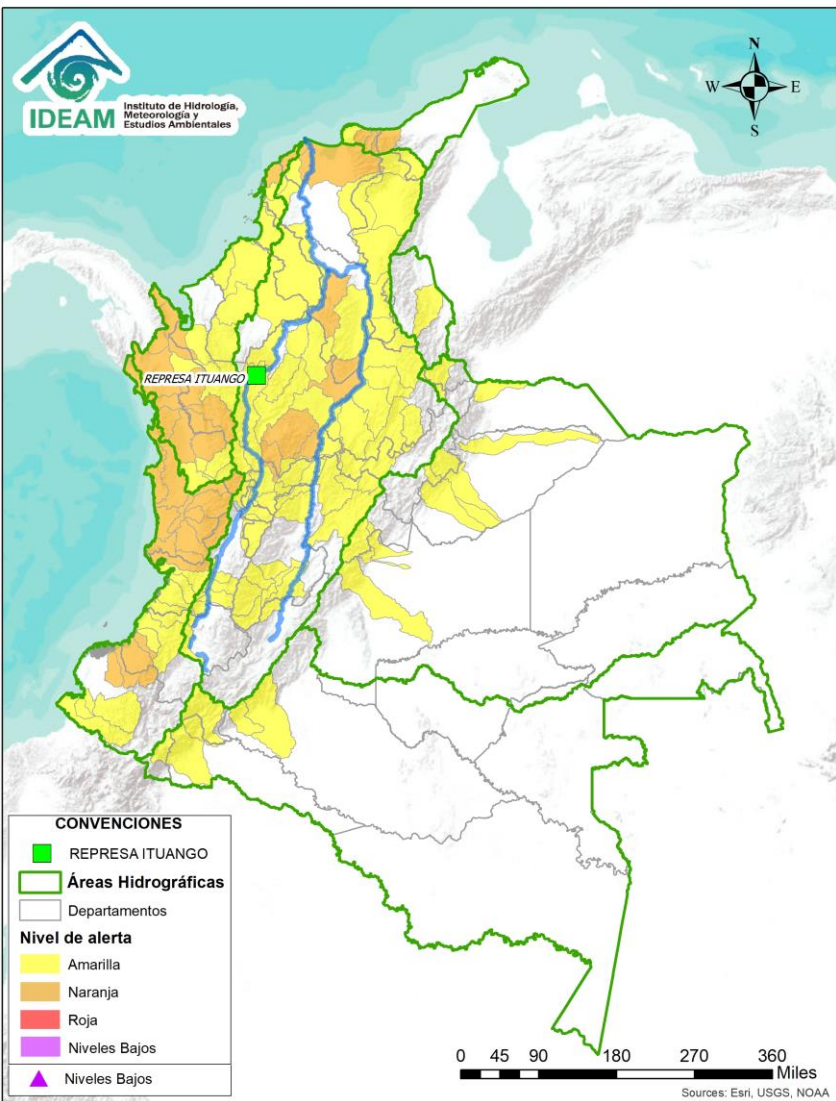 IDEAM
Instituto de Hidrología,
Meteorología y
Estudios Ambientales
N
W
E
S
REPRESA ITUANGO
CONVENCIONES
REPRESA ITUANGO
Áreas Hidrográficas
Departamentos
Nivel de alerta
Amarilla
Naranja
Roja
Niveles Bajos
Niveles Bajos
0 45 90 180 270 360
Miles
Sources: Esri, USGS, NOAA